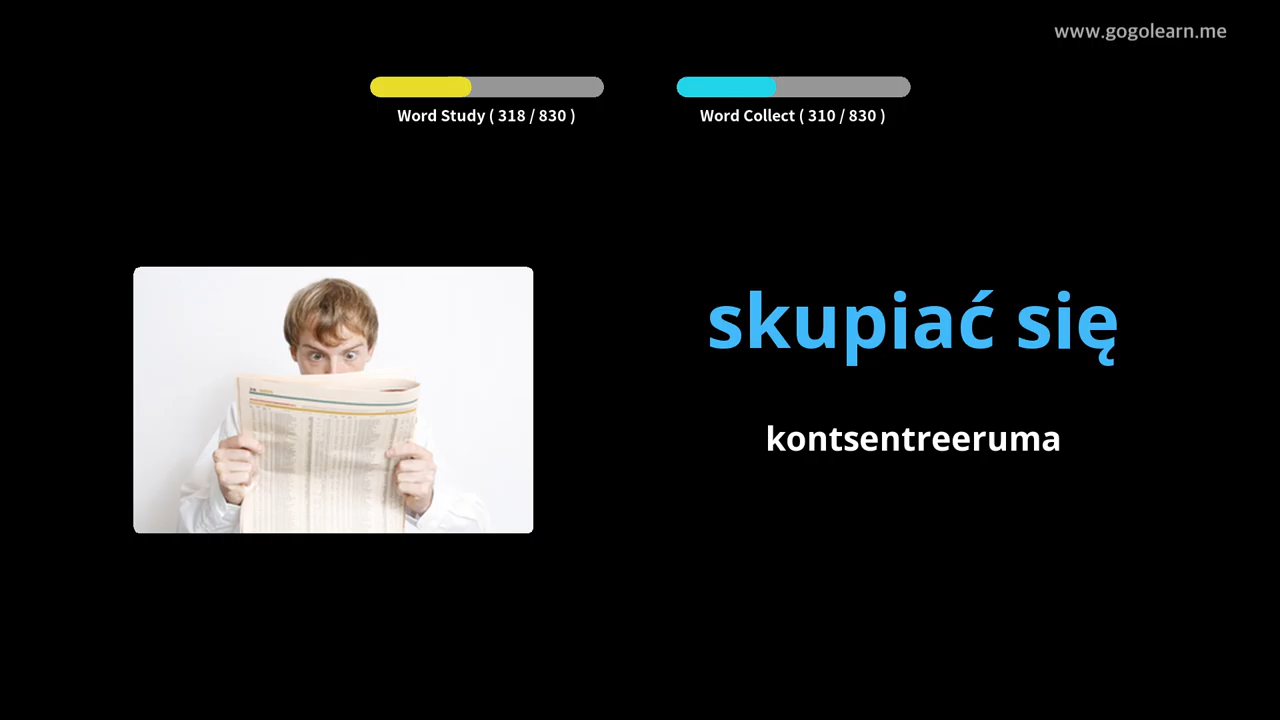 www.gogolearn.me
Word Study ( 318 / 830 )
Word Collect ( 310 / 830 )
skupiać się
kontsentreeruma